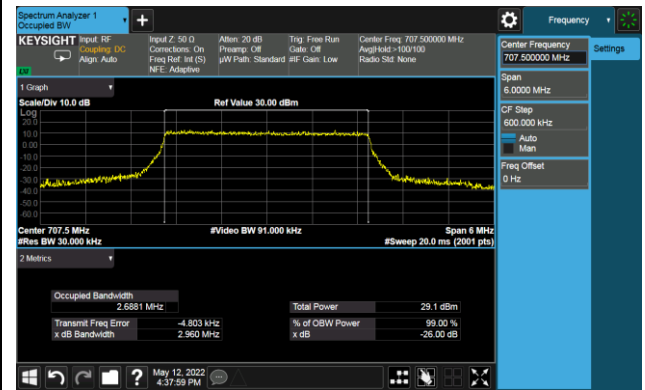 Spectrum Analyzer 1
Occupied BW
Frequency
KEYSIGHT
Input: RF
Coupling: DC
Align: Auto
Input Z: 50 Ω
Corrections: On
Freq Ref: Int (S)
NFE: Adaptive
Atten: 20 dB
Preamp: Off
µW Path: Standard
Trig: Free Run
Gate: Off
#IF Gain: Low
Center Freq: 707.500000 MHz
Avg|Hold:>100/100
Radio Std: None
Center Frequency
707.500000 MHz
Settings
Span
6.0000 MHz
CF Step
600.000 kHz
Auto
Man
Freq Offset
0 Hz
1 Graph
Scale/Div 10.0 dB
Ref Value 30.00 dBm
Log
20.0
10.0
0.00
-10.0
-20.0
-30.0
-40.0
-50.0
-60.0
Center 707.5 MHz
#Video BW 91.000 kHz
Span 6 MHz
#Res BW 30.000 kHz
#Sweep 20.0 ms (2001 pts)
2 Metrics
Occupied Bandwidth
2.6881 MHz
Total Power
29.1 dBm
Transmit Freq Error
-4.803 kHz
% of OBW Power
99.00 %
x dB Bandwidth
2.960 MHz
x dB
-26.00 dB
?
May 12, 2022
4:37:59 PM